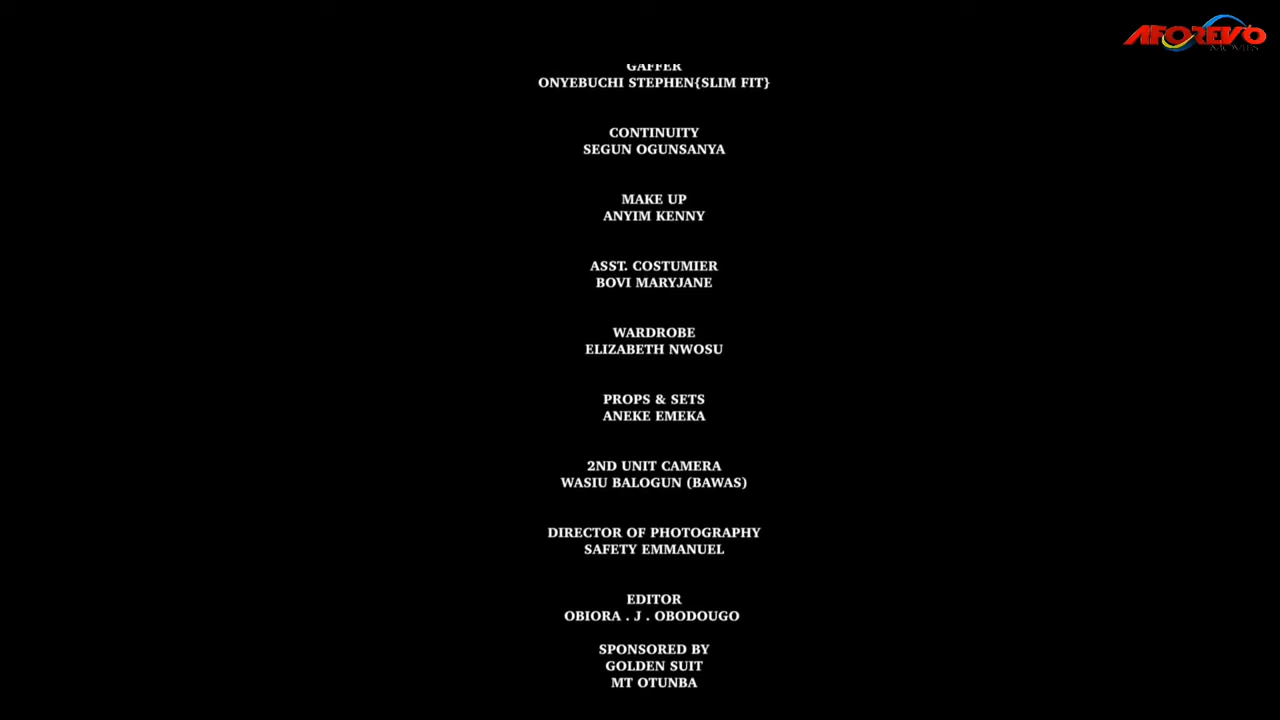 AFOREVO
MOVIES
GAFFER
ONYEBUCHI STEPHEN{SLIM FIT}
CONTINUITY
SEGUN OGUNSANYA
MAKE UP
ANYIM KENNY
ASST. COSTUMIER
BOVI MARYJANE
WARDROBE
ELIZABETH NWOSU
PROPS & SETS
ANEKE EMEKA
2ND UNIT CAMERA
WASIU BALOGUN (BAWAS)
DIRECTOR OF PHOTOGRAPHY
SAFETY EMMANUEL
EDITOR
OBIORA . J . OBODOUGO
SPONSORED BY
GOLDEN SUIT
MT OTUNBA